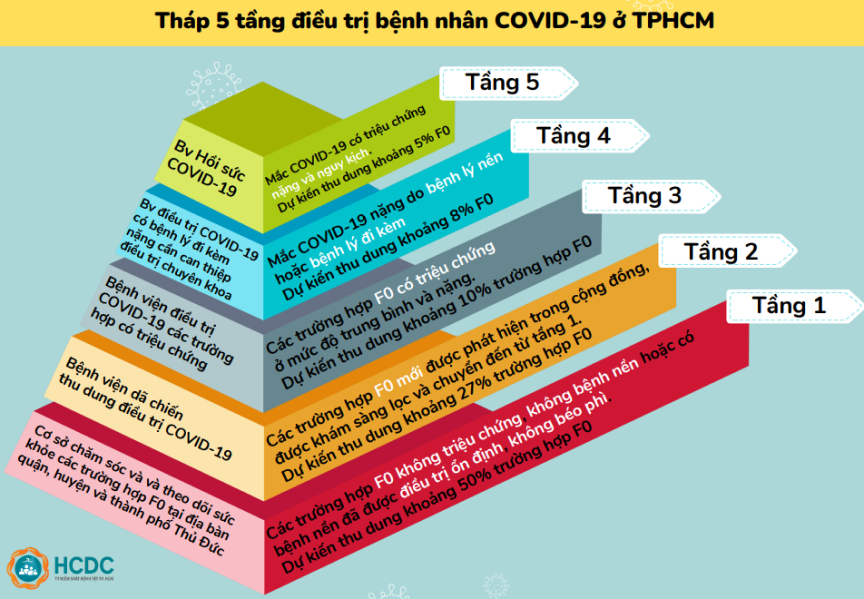 Tháp 5 tầng điều trị bệnh nhân COVID-19 ở TPHCM
Tầng 5
Bv Hồi sức
COVID-19
Mắc COVID-19 có triệu chứng
nặng và nguy kịch.
Dự kiến thu dung khoảng 5% F0
Tầng 4
Bv điều trị COVID-19
có bệnh lý đi kèm
nặng cần can thiệp
điều trị chuyên khoa
Mắc COVID-19 nặng do bệnh lý nền
hoặc bệnh lý đi kèm
Dự kiến thu dung khoảng 8% F0
Tầng 3
Bệnh viện điều trị
COVID-19 các trường
hợp có triệu chứng
Các trường hợp F0 có triệu chứng
ở mức độ trung bình và nặng.
Dự kiến thu dung khoảng 10% trường hợp F0
Tầng 2
Bệnh viện dã chiến
thu dung điều trị COVID-19
Các trường hợp F0 mới được phát hiện trong cộng đồng,
được khám sàng lọc và chuyển đến từ tầng 1.
Dự kiến thu dung khoảng 27% trường hợp F0
Tầng 1
Cơ sở chăm sóc và và theo dõi sức
khỏe các trường hợp F0 tại địa bàn
quận, huyện và thành phố Thủ Đức
Các trường hợp F0 không triệu chứng, không bệnh nền hoặc có
bệnh nền đã được điều trị ổn định, không béo phì.
Dự kiến thu dung khoảng 50% trường hợp F0
HCDC